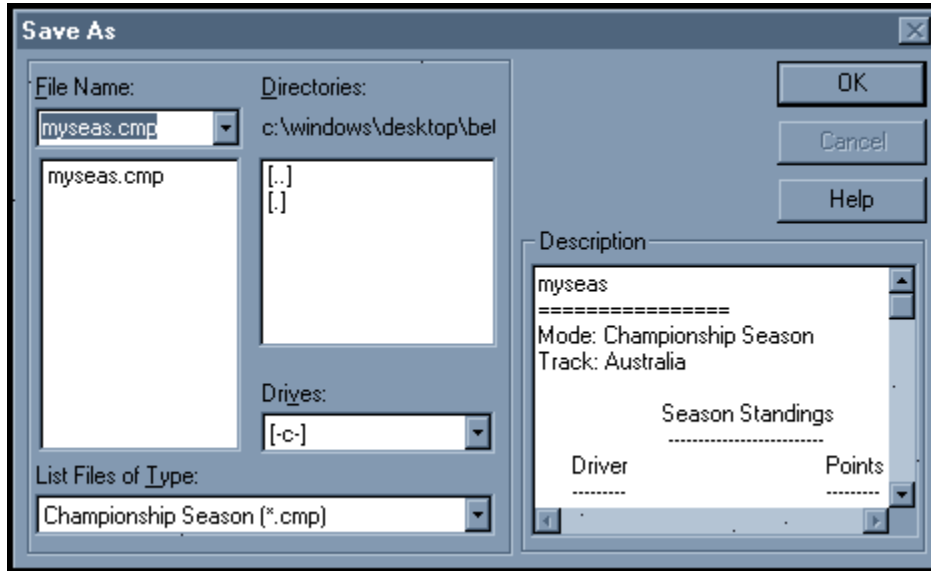 Save As
File Name:
myseas.cmp
myseas.cmp
Directories:
c:\windows\desktop\bet
[..]
[.]
Drives:
[-c-]
List Files of Type:
Championship Season (*.cmp)
OK
Cancel
Help
Description
myseas
================
Mode: Championship Season
Track: Australia
Season Standings
--------------------------
Driver Points
--------- ---------